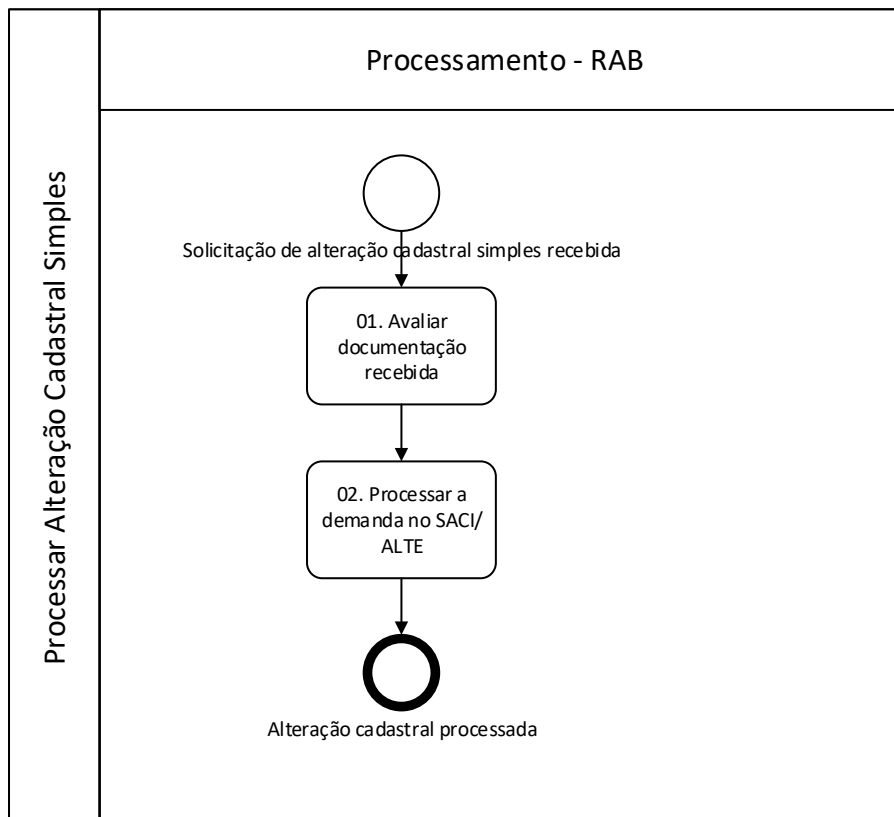 Processamento - RAB
Processar Alteração Cadastral Simples
Solicitação de alteração cadastral simples recebida
01. Avaliar
documentação
recebida
02. Processar a
demanda no SACI/
ALTE
Alteração cadastral processada